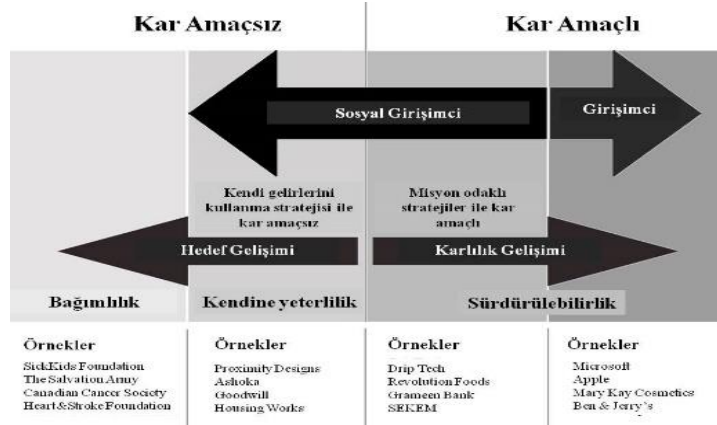 Kar Amaçsız
Kar Amaçlı
Sosyal Girişimci
Girişimci
Kendi gelirlerini
kullanma stratejisi ile
kar amaçsız
Misyon odaklı
stratejiler ile kar
amaçlı
Hedef Gelişimi
Karlılık Gelişimi
Bağımlılık
Kendine yeterlilik
Sürdürülebilirlik
Örnekler
SickKids Foundation
The Salvation Army
Canadian Cancer Society
Heart&Stroke Foundation
Örnekler
Proximity Designs
Ashoka
Goodwill
Housing Works
Örnekler
Drip Tech
Revolution Foods
Grameen Bank
SEKEM
Örnekler
Microsoft
Apple
Mary Kay Cosmetics
Ben & Jerry's